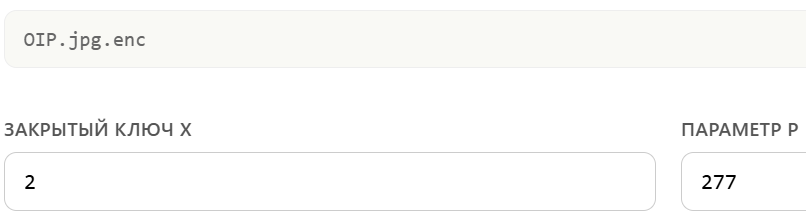 OIP.jpg.enc
ЗАКРЫТЫЙ КЛЮЧ X ПАРАМЕТР P
2 277